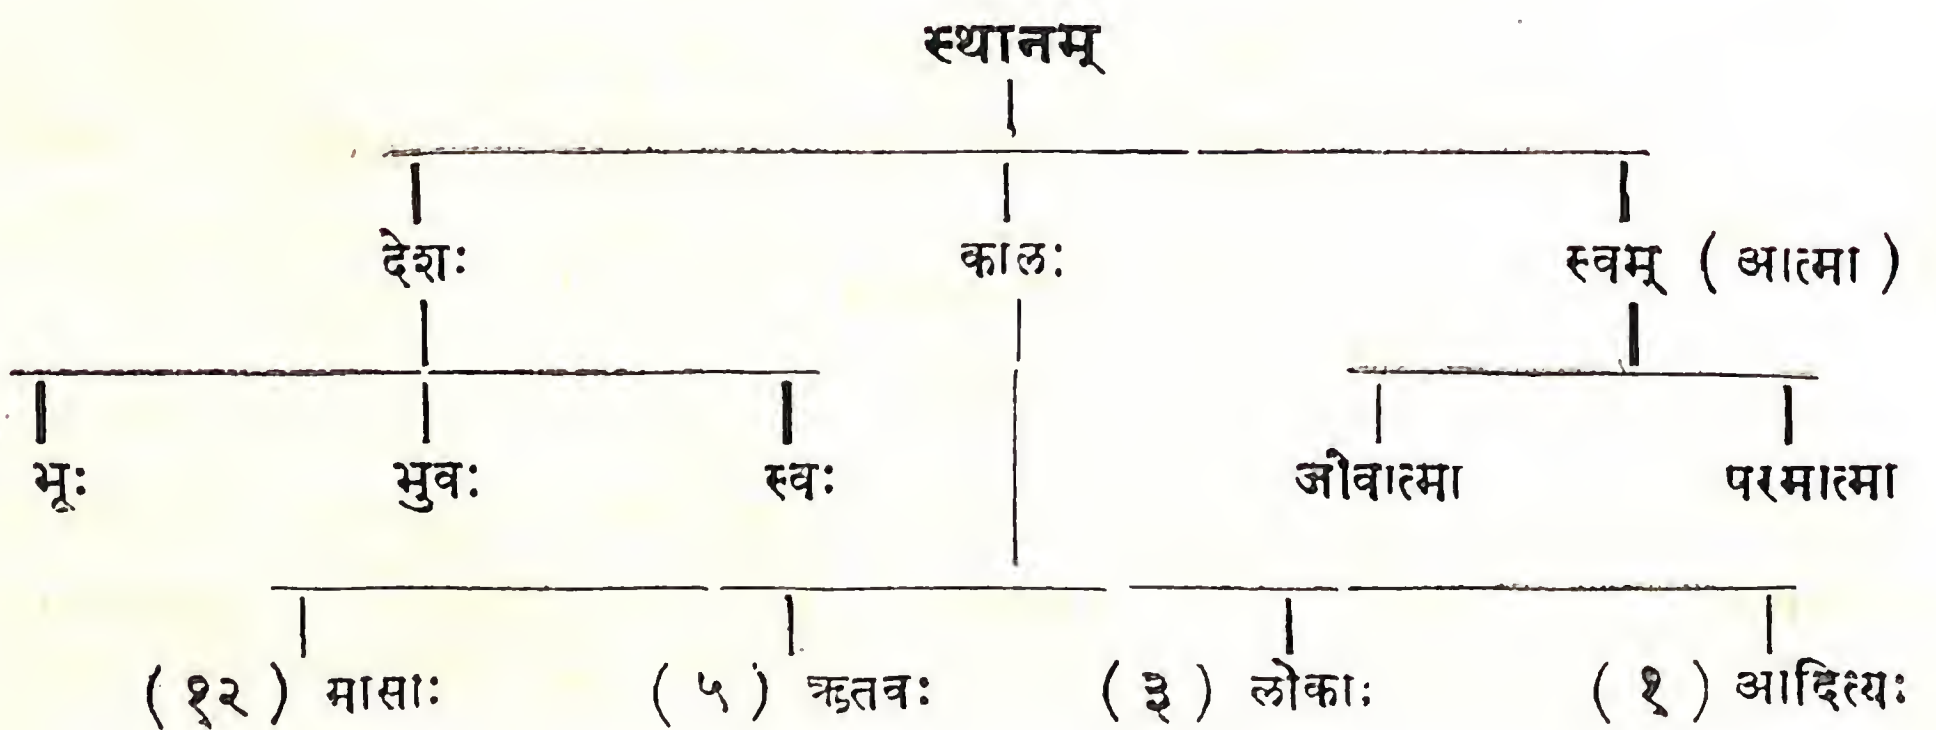 स्थानम्
देशः कालः स्वम् ( आत्मा )
भूः भुवः स्वः जीवात्मा परमात्मा
( १२ ) मासाः ( ५ ) ऋतवः ( ३ ) लोकाः ( १ ) आदित्यः